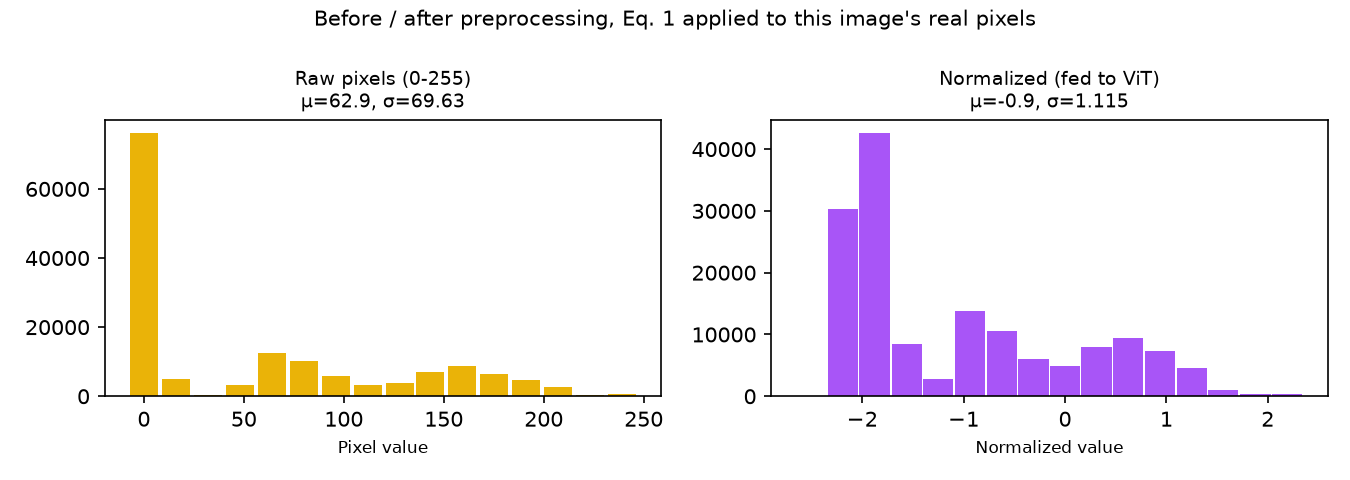 Before / after preprocessing, Eq. 1 applied to this image's real pixels
Raw pixels (0-255)
μ=62.9, σ=69.63
60000
40000
20000
0
0 50 100 150 200 250
Pixel value
Normalized (fed to ViT)
μ=-0.9, σ=1.115
40000
30000
20000
10000
0
−2 −1 0 1 2
Normalized value